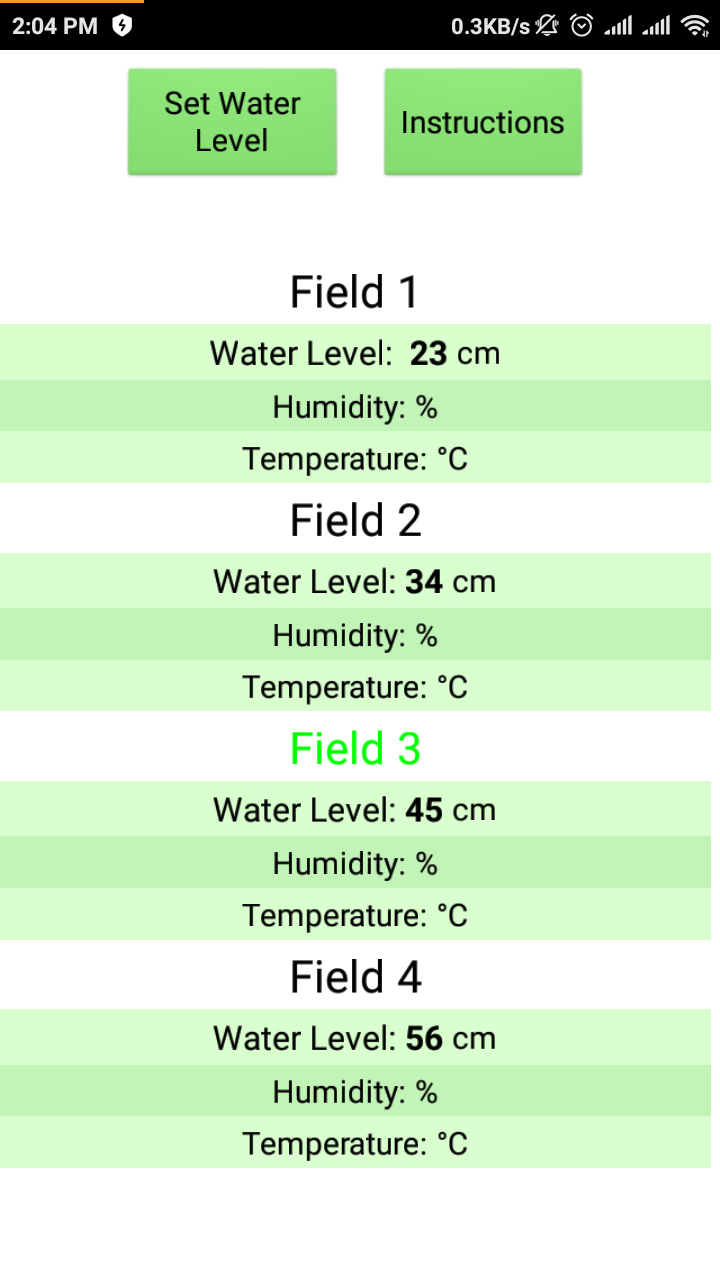 2:04 PM 0.3KB/s
Set Water
Level
Instructions
Field 1
Water Level: 23 cm
Humidity: %
Temperature: °C
Field 2
Water Level: 34 cm
Humidity: %
Temperature: °C
Field 3
Water Level: 45 cm
Humidity: %
Temperature: °C
Field 4
Water Level: 56 cm
Humidity: %
Temperature: °C